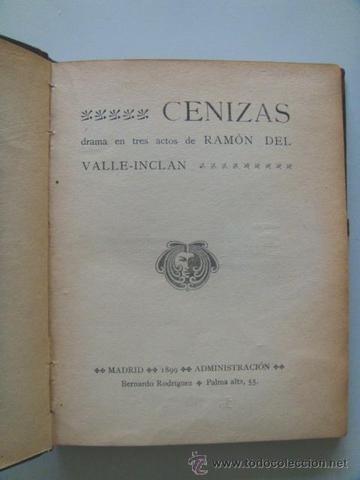 CENIZAS
drama en tres actos de RAMÓN DEL
VALLE-INCLAN
MADRID 1899 ADMINISTRACIÓN
Bernardo Rodríguez Palma alta, 55.
todocoleccion
www.todocoleccion.net